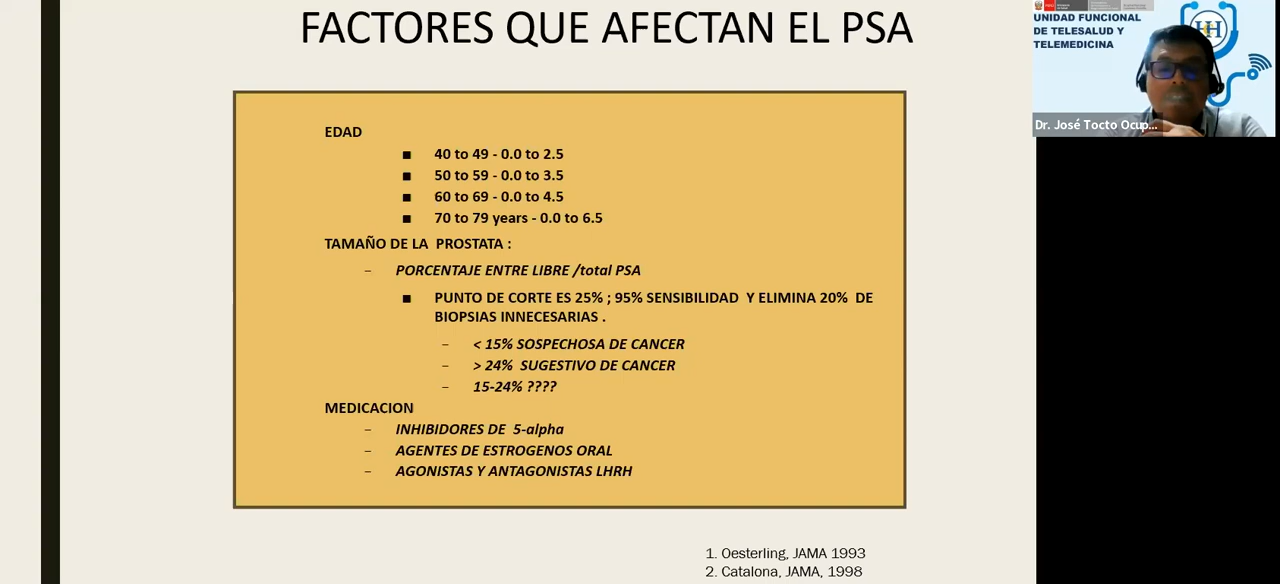 FACTORES QUE AFECTAN EL PSA
UNIDAD FUNCIONAL
DE TELESALUD Y
TELEMEDICINA
Dr. José Tocto Ocup...
EDAD
■ 40 to 49 - 0.0 to 2.5
■ 50 to 59 - 0.0 to 3.5
■ 60 to 69 - 0.0 to 4.5
■ 70 to 79 years - 0.0 to 6.5
TAMAÑO DE LA PROSTATA :
– PORCENTAJE ENTRE LIBRE /total PSA
■ PUNTO DE CORTE ES 25% ; 95% SENSIBILIDAD Y ELIMINA 20% DE
BIOPSIAS INNECESARIAS .
– < 15% SOSPECHOSA DE CANCER
– > 24% SUGESTIVO DE CANCER
– 15-24% ????
MEDICACION
– INHIBIDORES DE 5-alpha
– AGENTES DE ESTROGENOS ORAL
– AGONISTAS Y ANTAGONISTAS LHRH
1. Oesterling, JAMA 1993
2. Catalona, JAMA, 1998